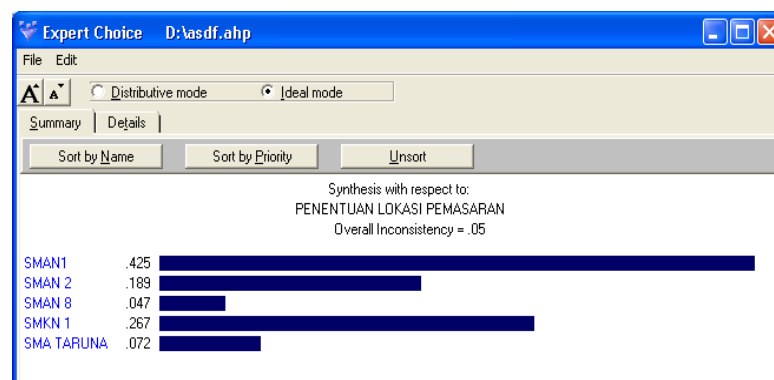 Expert Choice D:\asdf.ahp
File Edit
A A Distributive mode Ideal mode
Summary Details
Sort by Name Sort by Priority Unsort
Synthesis with respect to:
PENENTUAN LOKASI PEMASARAN
Overall Inconsistency = .05
SMAN1 .425
SMAN 2 .189
SMAN 8 .047
SMKN 1 .267
SMA TARUNA .072